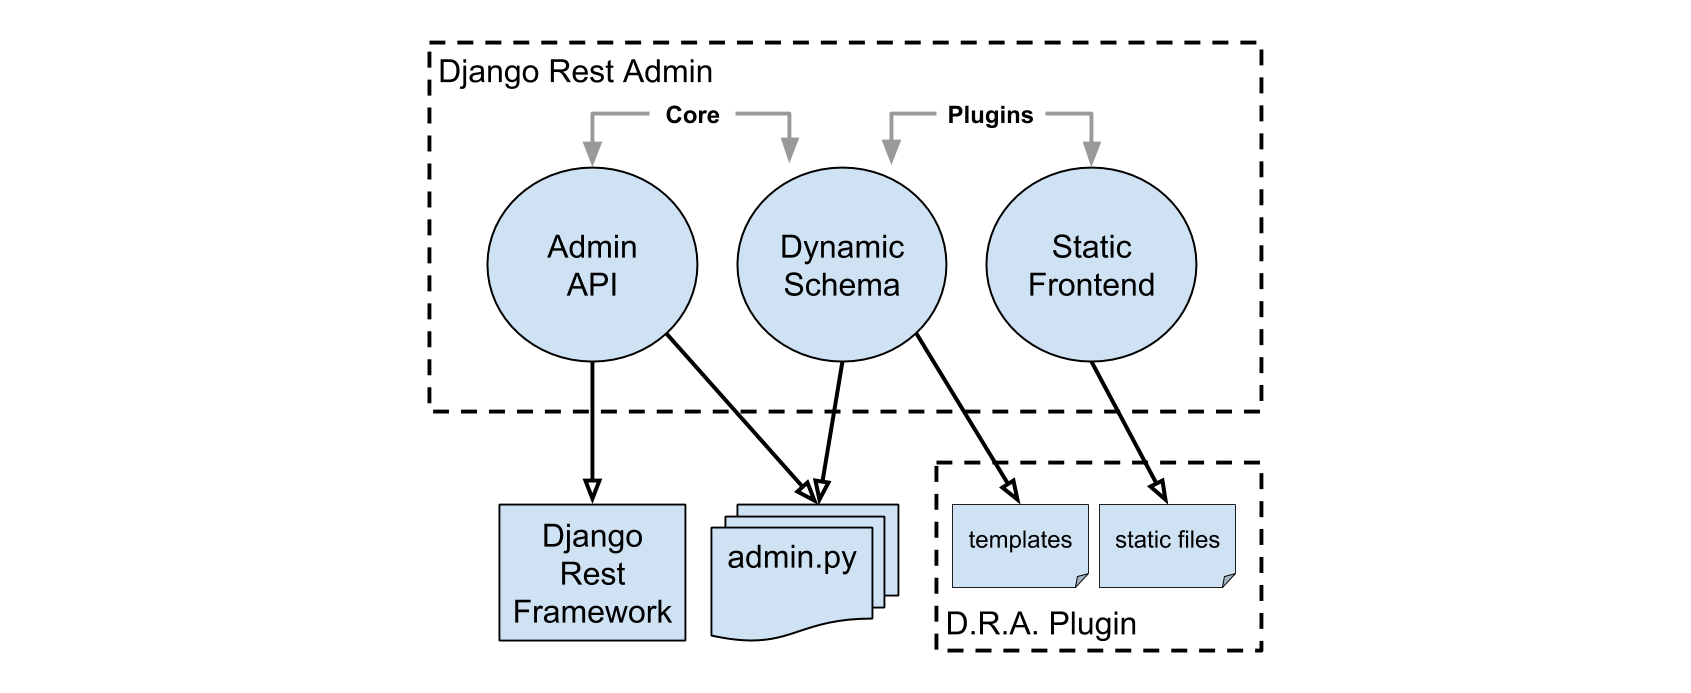 Django Rest Admin
Core
Plugins
Admin
API
Dynamic
Schema
Static
Frontend
Django
Rest
Framework
admin.py
templates
static files
D.R.A. Plugin